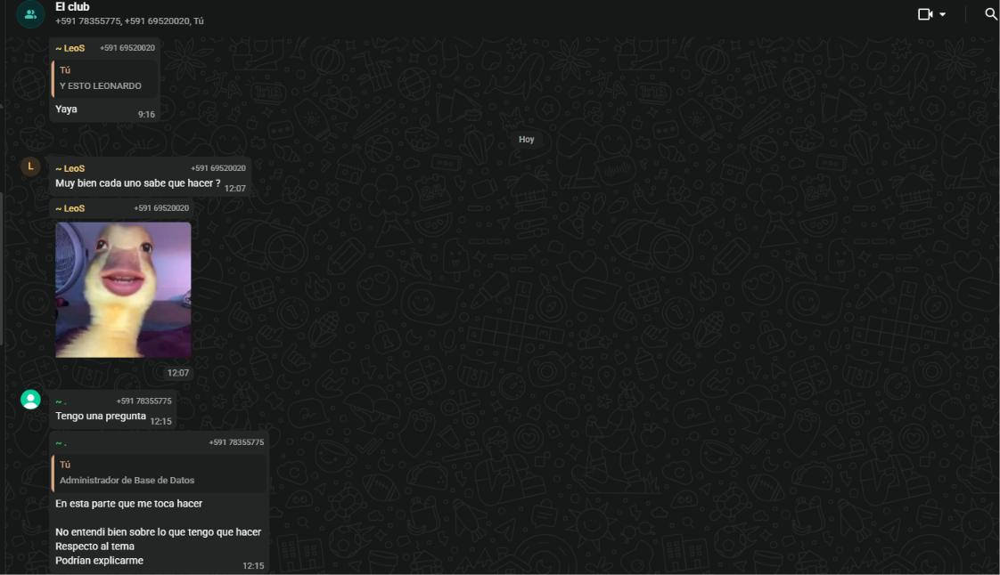 El club
+591 78355775, +591 69520020, Tú
~ LeoS +591 69520020
Tú
Y ESTO LEONARDO
Yaya
9:16
Hoy
L
~ LeoS +591 69520020
Muy bien cada uno sabe que hacer ?
12:07
~ LeoS +591 69520020
12:07
~ . +591 78355775
Tengo una pregunta
12:15
~ . +591 78355775
Tú
Administrador de Base de Datos
En esta parte que me toca hacer
No entendi bien sobre lo que tengo que hacer
Respecto al tema
Podrían explicarme
12:15